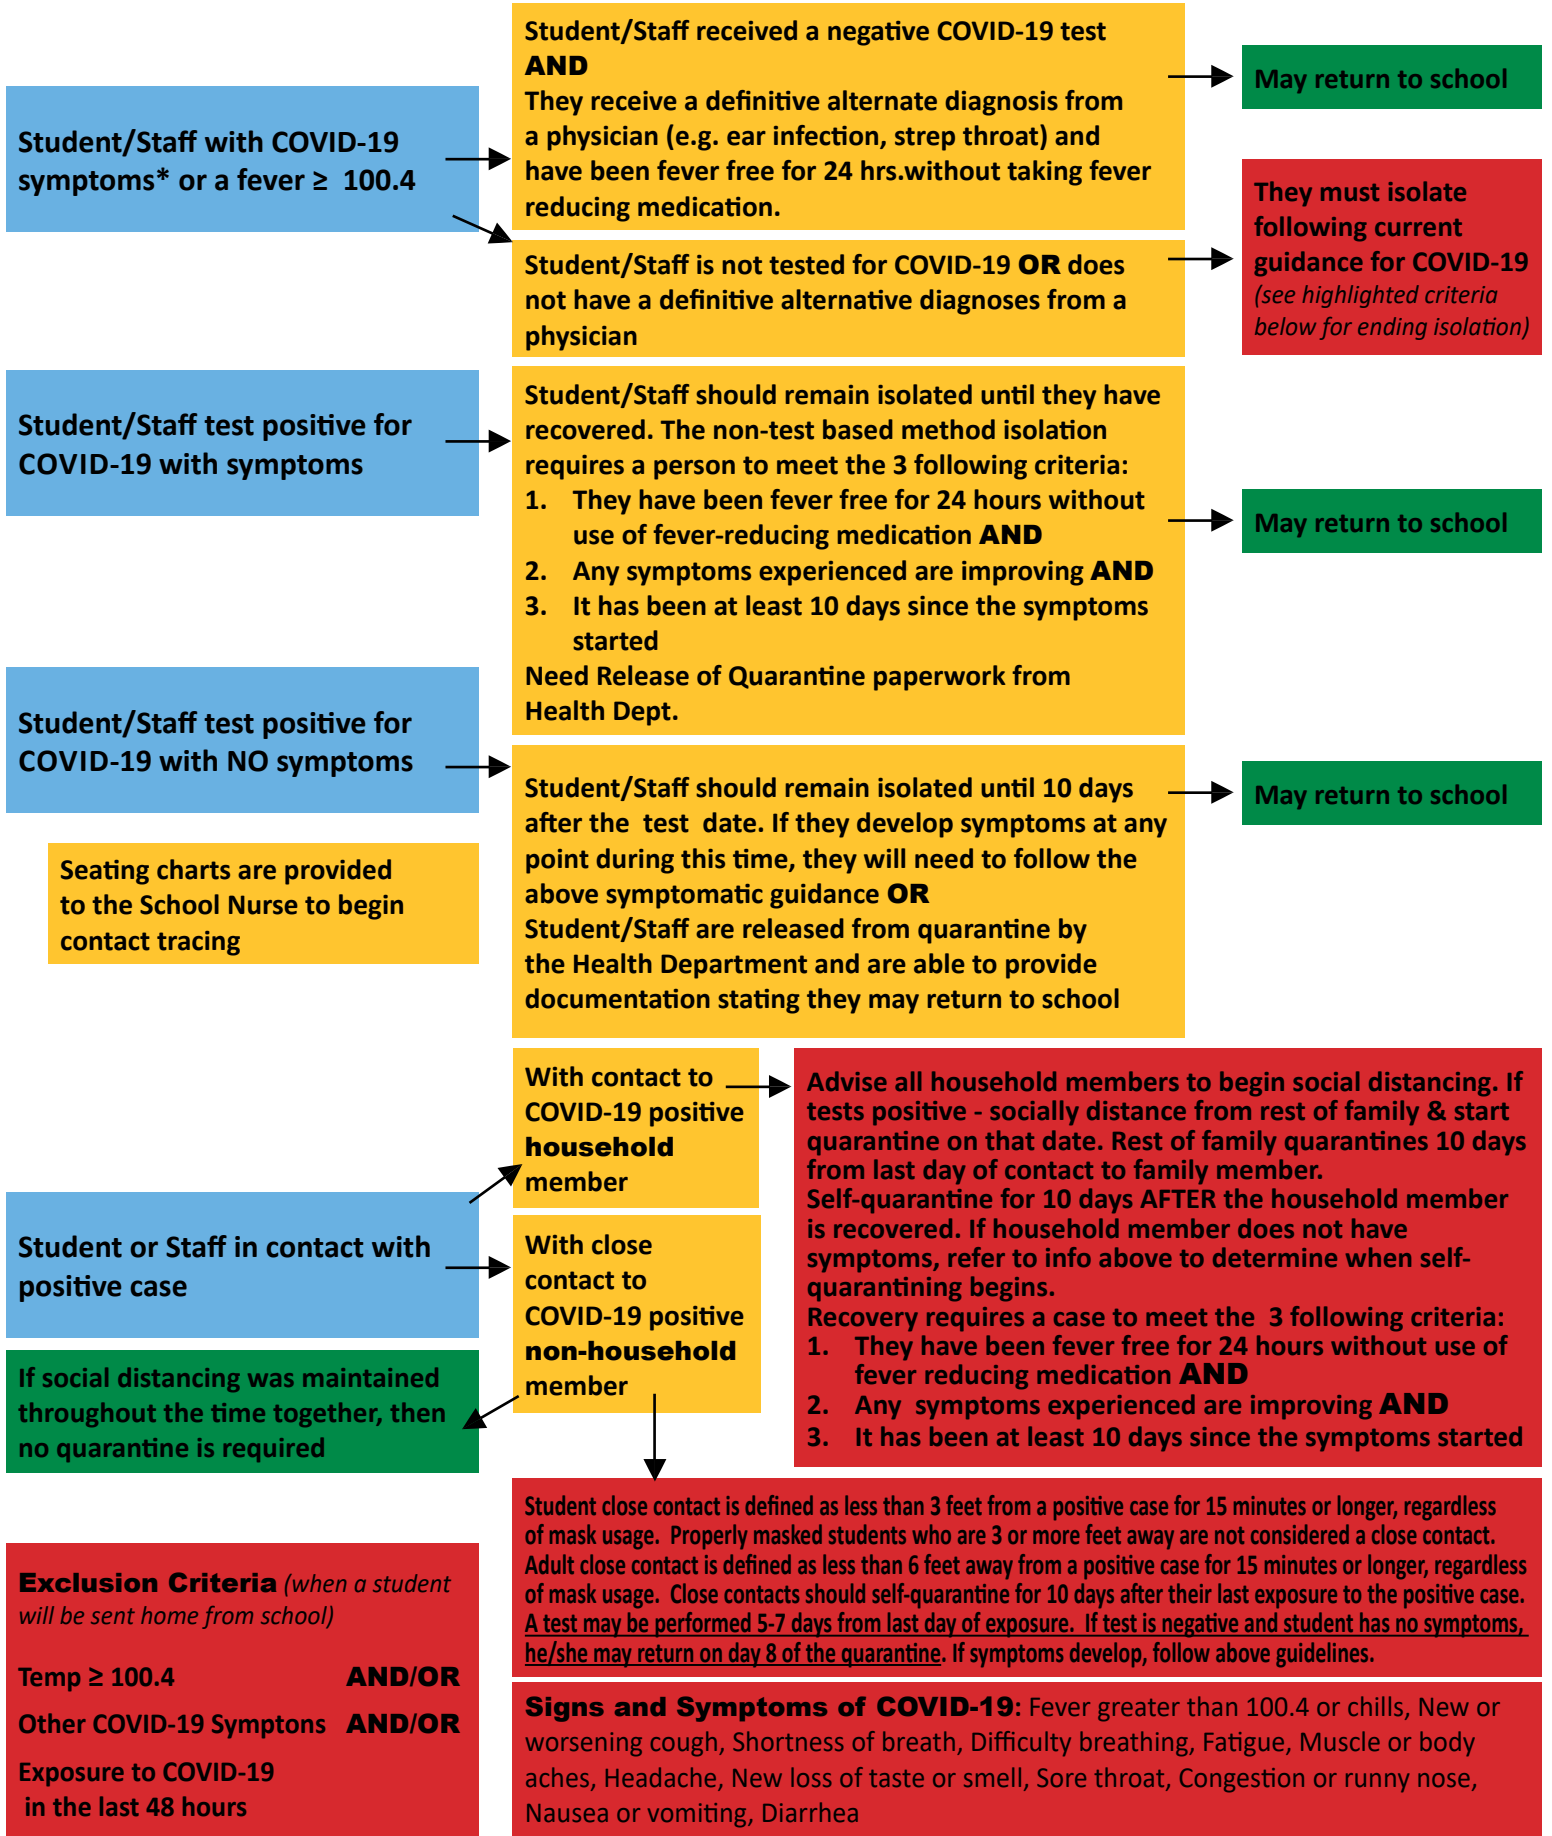 Student/Staff with COVID-19
symptoms* or a fever ≥ 100.4
Student/Staff received a negative COVID-19 test
AND
They receive a definitive alternate diagnosis from
a physician (e.g. ear infection, strep throat) and
have been fever free for 24 hrs.without taking fever
reducing medication.
May return to school
Student/Staff is not tested for COVID-19 OR does
not have a definitive alternative diagnoses from a
physician
They must isolate
following current
guidance for COVID-19
(see highlighted criteria
below for ending isolation)
Student/Staff test positive for
COVID-19 with symptoms
Student/Staff should remain isolated until they have
recovered. The non-test based method isolation
requires a person to meet the 3 following criteria:
1. They have been fever free for 24 hours without
use of fever-reducing medication AND
2. Any symptoms experienced are improving AND
3. It has been at least 10 days since the symptoms
started
Need Release of Quarantine paperwork from
Health Dept.
May return to school
Student/Staff test positive for
COVID-19 with NO symptoms
Student/Staff should remain isolated until 10 days
after the test date. If they develop symptoms at any
point during this time, they will need to follow the
above symptomatic guidance OR
Student/Staff are released from quarantine by
the Health Department and are able to provide
documentation stating they may return to school
May return to school
Seating charts are provided
to the School Nurse to begin
contact tracing
Student or Staff in contact with
positive case
With contact to
COVID-19 positive
household
member
Advise all household members to begin social distancing. If
tests positive - socially distance from rest of family & start
quarantine on that date. Rest of family quarantines 10 days
from last day of contact to family member.
Self-quarantine for 10 days AFTER the household member
is recovered. If household member does not have
symptoms, refer to info above to determine when self-
quarantining begins.
Recovery requires a case to meet the 3 following criteria:
1. They have been fever free for 24 hours without use of
fever reducing medication AND
2. Any symptoms experienced are improving AND
3. It has been at least 10 days since the symptoms started
With close
contact to
COVID-19 positive
non-household
member
If social distancing was maintained
throughout the time together, then
no quarantine is required
Student close contact is defined as less than 3 feet from a positive case for 15 minutes or longer, regardless
of mask usage. Properly masked students who are 3 or more feet away are not considered a close contact.
Adult close contact is defined as less than 6 feet away from a positive case for 15 minutes or longer, regardless
of mask usage. Close contacts should self-quarantine for 10 days after their last exposure to the positive case.
A test may be performed 5-7 days from last day of exposure. If test is negative and student has no symptoms,
he/she may return on day 8 of the quarantine. If symptoms develop, follow above guidelines.
Exclusion Criteria (when a student
will be sent home from school)
Temp ≥ 100.4 AND/OR
Other COVID-19 Symptons AND/OR
Exposure to COVID-19
in the last 48 hours
Signs and Symptoms of COVID-19: Fever greater than 100.4 or chills, New or
worsening cough, Shortness of breath, Difficulty breathing, Fatigue, Muscle or body
aches, Headache, New loss of taste or smell, Sore throat, Congestion or runny nose,
Nausea or vomiting, Diarrhea